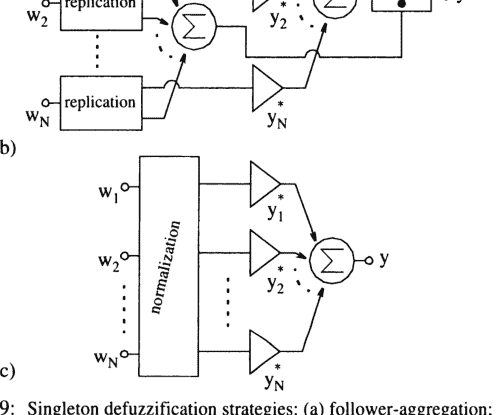 replication
w2
Σ
y2*
Σ
y
replication
wN
yN*
b)
w1
y1*
normalization
w2
y2*
Σ
y
wN
yN*
c)
9: Singleton defuzzification strategies: (a) follower-aggregation;